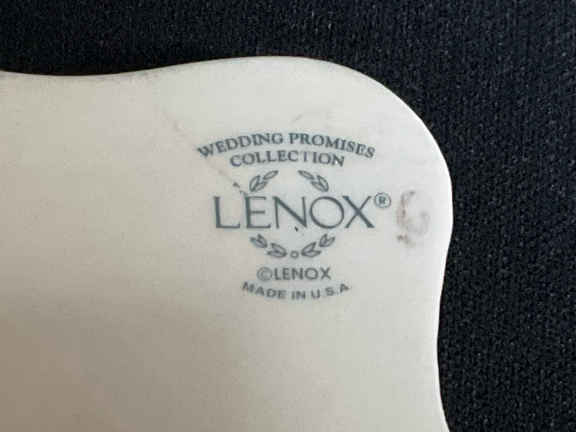 WEDDING PROMISES
COLLECTION
LENOX®
©LENOX
MADE IN U.S.A.